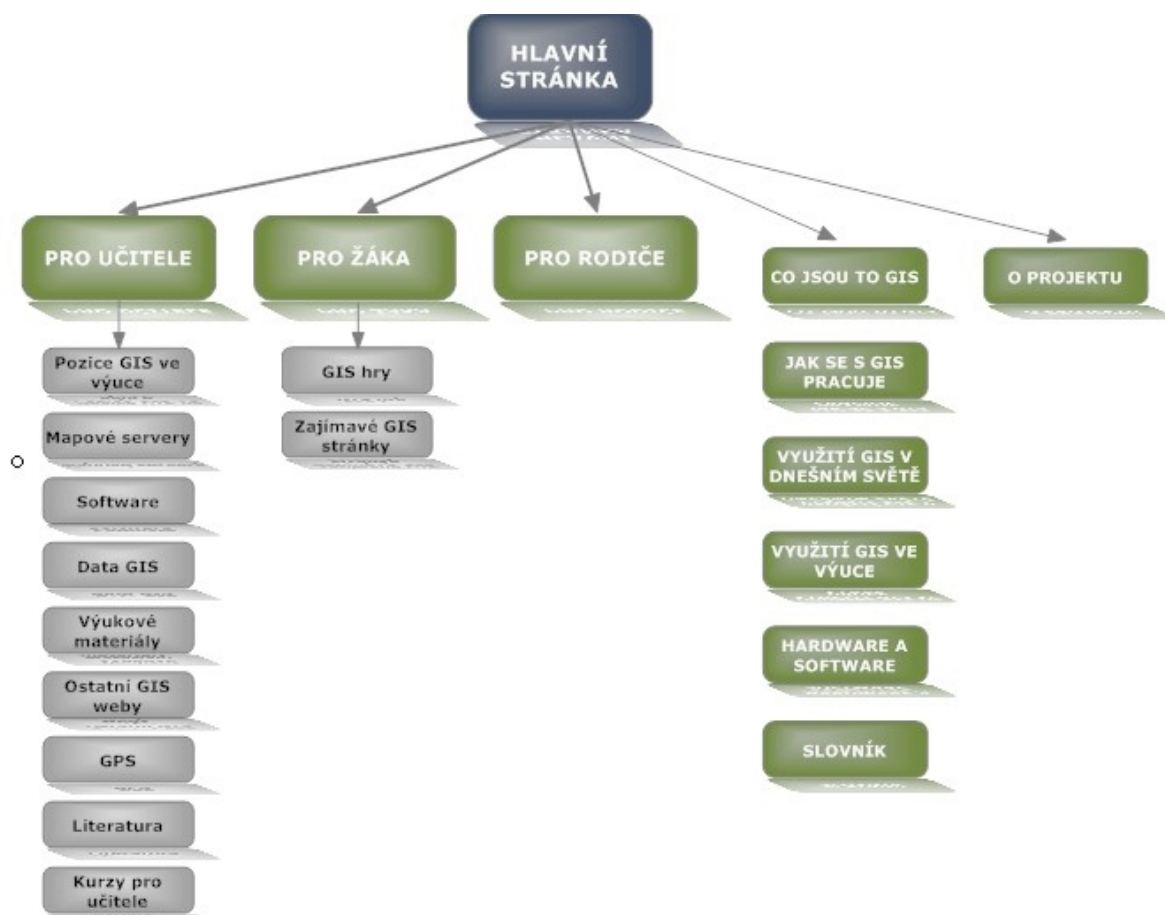 HLAVNÍ
STRÁNKA
PRO UČITELE
PRO ŽÁKA
PRO RODIČE
CO JSOU TO GIS
O PROJEKTU
Pozice GIS ve
výuce
Mapové servery
Software
Data GIS
Výukové
materiály
Ostatní GIS
weby
GPS
Literatura
Kurzy pro
učitele
GIS hry
Zajímavé GIS
stránky
JAK SE S GIS
PRACUJE
VYUŽITÍ GIS V
DNEŠNÍM SVĚTĚ
VYUŽITÍ GIS VE
VÝUCE
HARDWARE A
SOFTWARE
SLOVNÍK